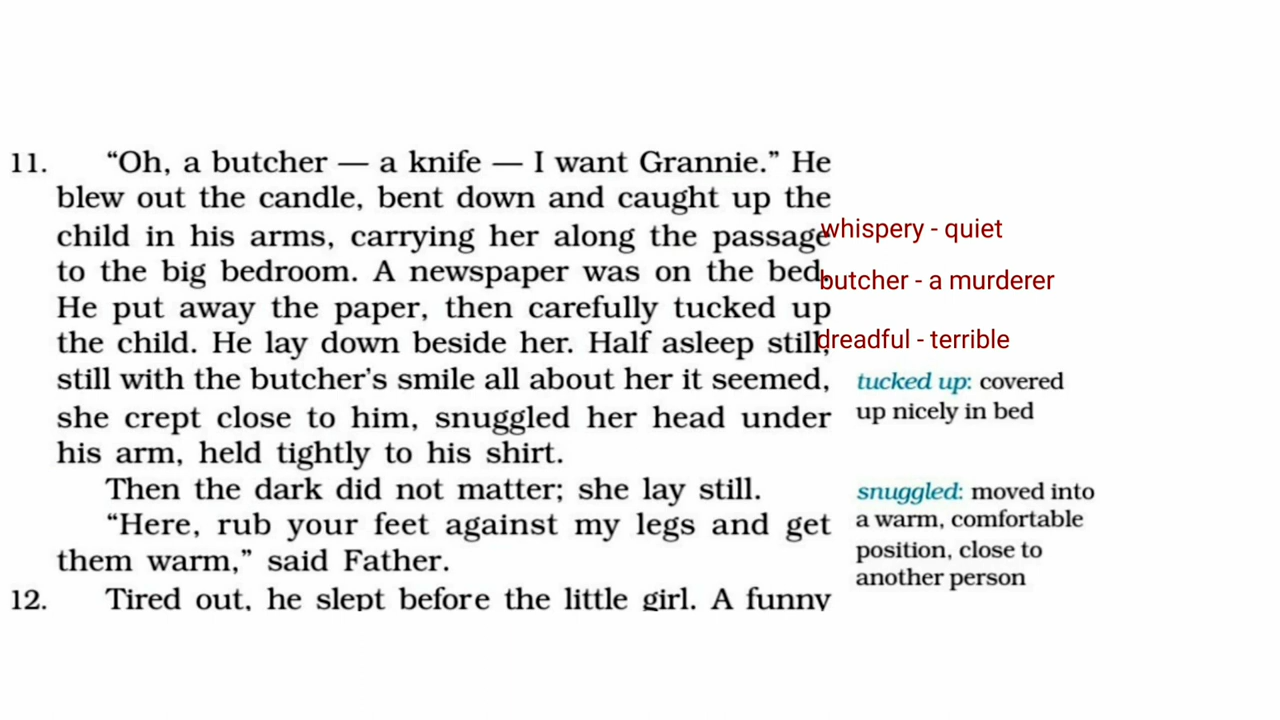 11. “Oh, a butcher — a knife — I want Grannie.” He
blew out the candle, bent down and caught up the
child in his arms, carrying her along the passage
to the big bedroom. A newspaper was on the bed.
He put away the paper, then carefully tucked up
the child. He lay down beside her. Half asleep still,
still with the butcher’s smile all about her it seemed,
she crept close to him, snuggled her head under
his arm, held tightly to his shirt.
Then the dark did not matter; she lay still.
“Here, rub your feet against my legs and get
them warm,” said Father.
12. Tired out, he slept before the little girl. A funny
whispery - quiet
butcher - a murderer
dreadful - terrible
tucked up: covered
up nicely in bed
snuggled: moved into
a warm, comfortable
position, close to
another person